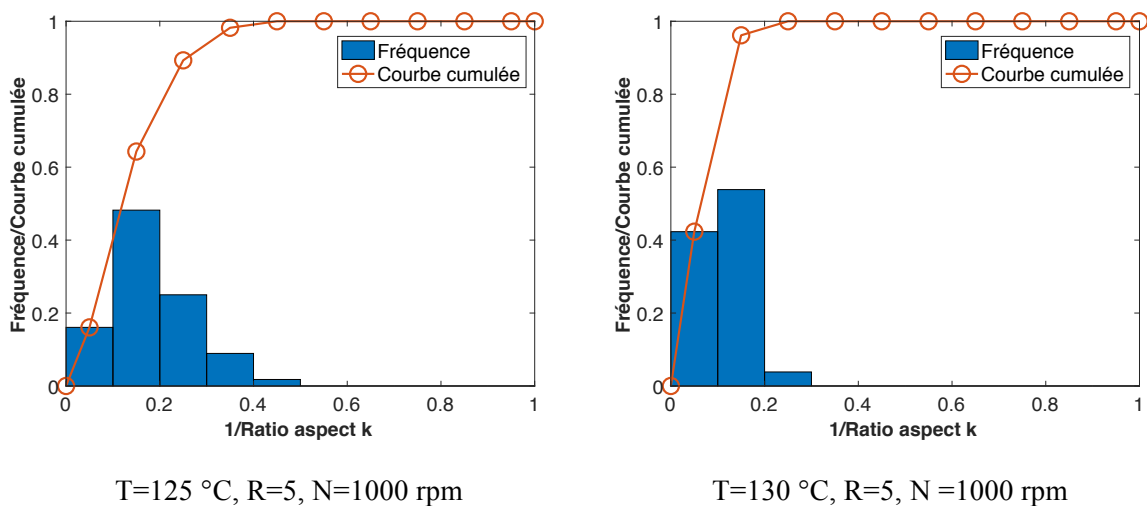 1
0.8
0.6
0.4
0.2
0
Fréquence/Courbe cumulée
Fréquence
Courbe cumulée
0
0.2
0.4
0.6
0.8
1
1/Ratio aspect k
T=125 °C, R=5, N=1000 rpm
1
0.8
0.6
0.4
0.2
0
Fréquence/Courbe cumulée
Fréquence
Courbe cumulée
0
0.2
0.4
0.6
0.8
1
1/Ratio aspect k
T=130 °C, R=5, N =1000 rpm